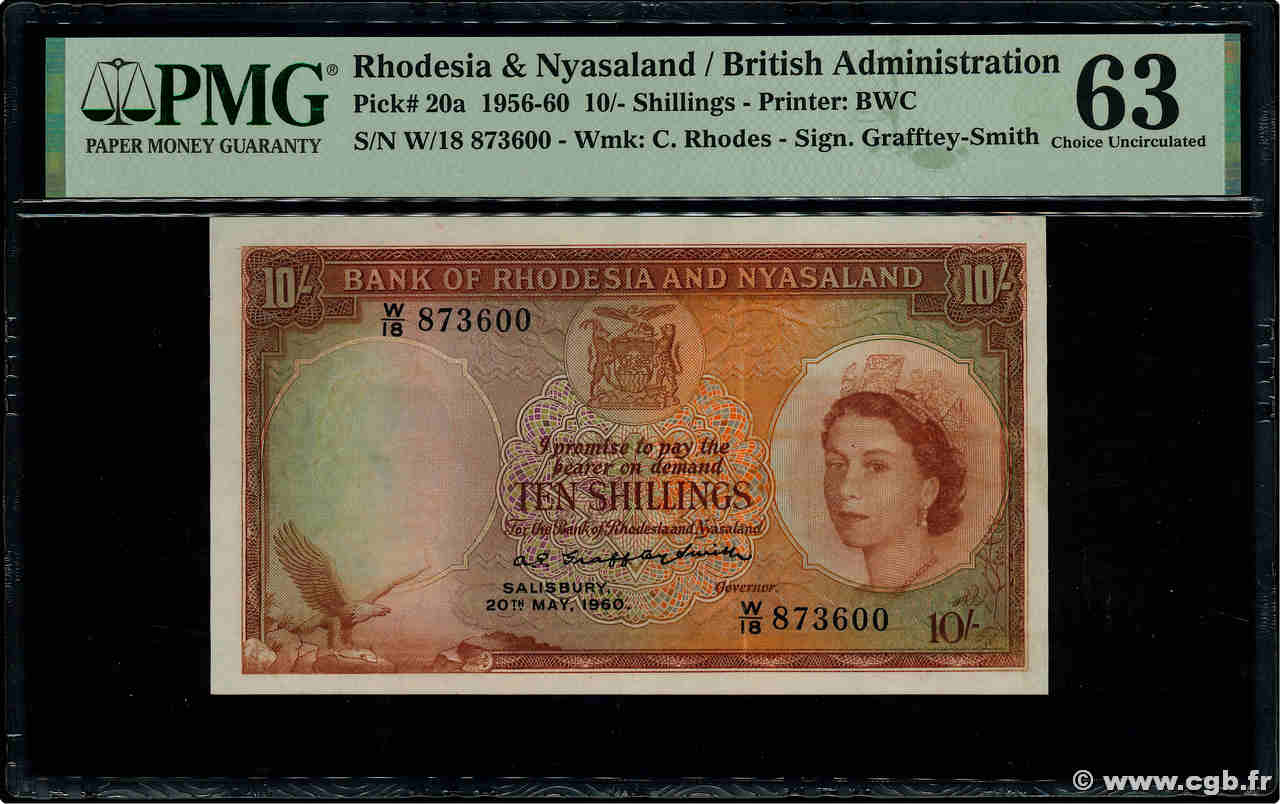 PMG®
PAPER MONEY GUARANTY
Rhodesia & Nyasaland / British Administration
Pick# 20a 1956-60 10/- Shillings - Printer: BWC
S/N W/18 873600 - Wmk: C. Rhodes - Sign. Grafftey-Smith
63
Choice Uncirculated
10/- BANK OF RHODESIA AND NYASALAND 10/-
W/18 873600
I promise to pay the
bearer on demand
TEN SHILLINGS
For the Bank of Rhodesia and Nyasaland
A P Grafftey Smith
SALISBURY, Governor.
20TH MAY, 1960.
W/18 873600 10/-
© www.cgb.fr